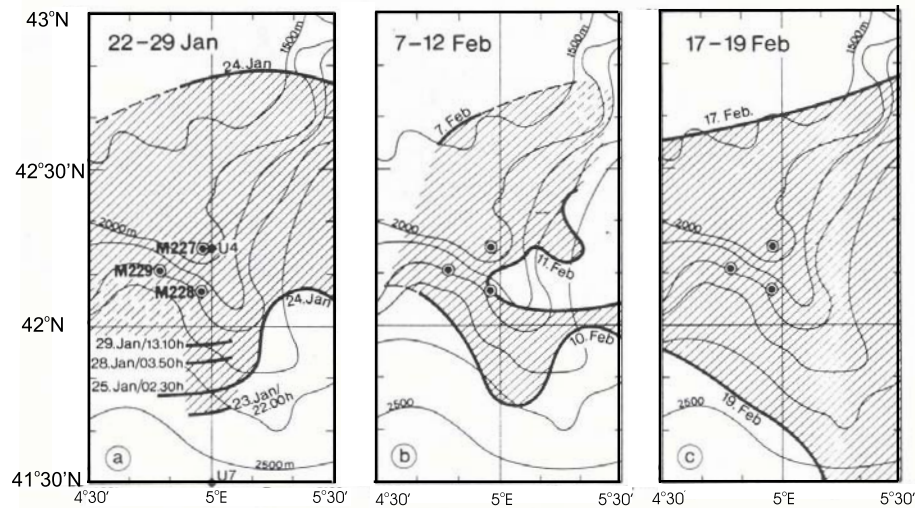 43°N
42°30'N
42°N
41°30'N
22-29 Jan
1500m
24.Jan
2000m
M227
U4
M229
M228
24.Jan
29.Jan/13.10h
28.Jan/03.50h
25.Jan/02.30h
23.Jan/
22.00h
a
2500m
U7
4°30'
5°E
5°30'
7-12 Feb
1500m
7.Feb
2000
11.Feb
10.Feb
2500
b
4°30'
5°E
5°30'
17-19 Feb
1500m
17.Feb.
2000
19.Feb
2500
c
4°30'
5°E
5°30'